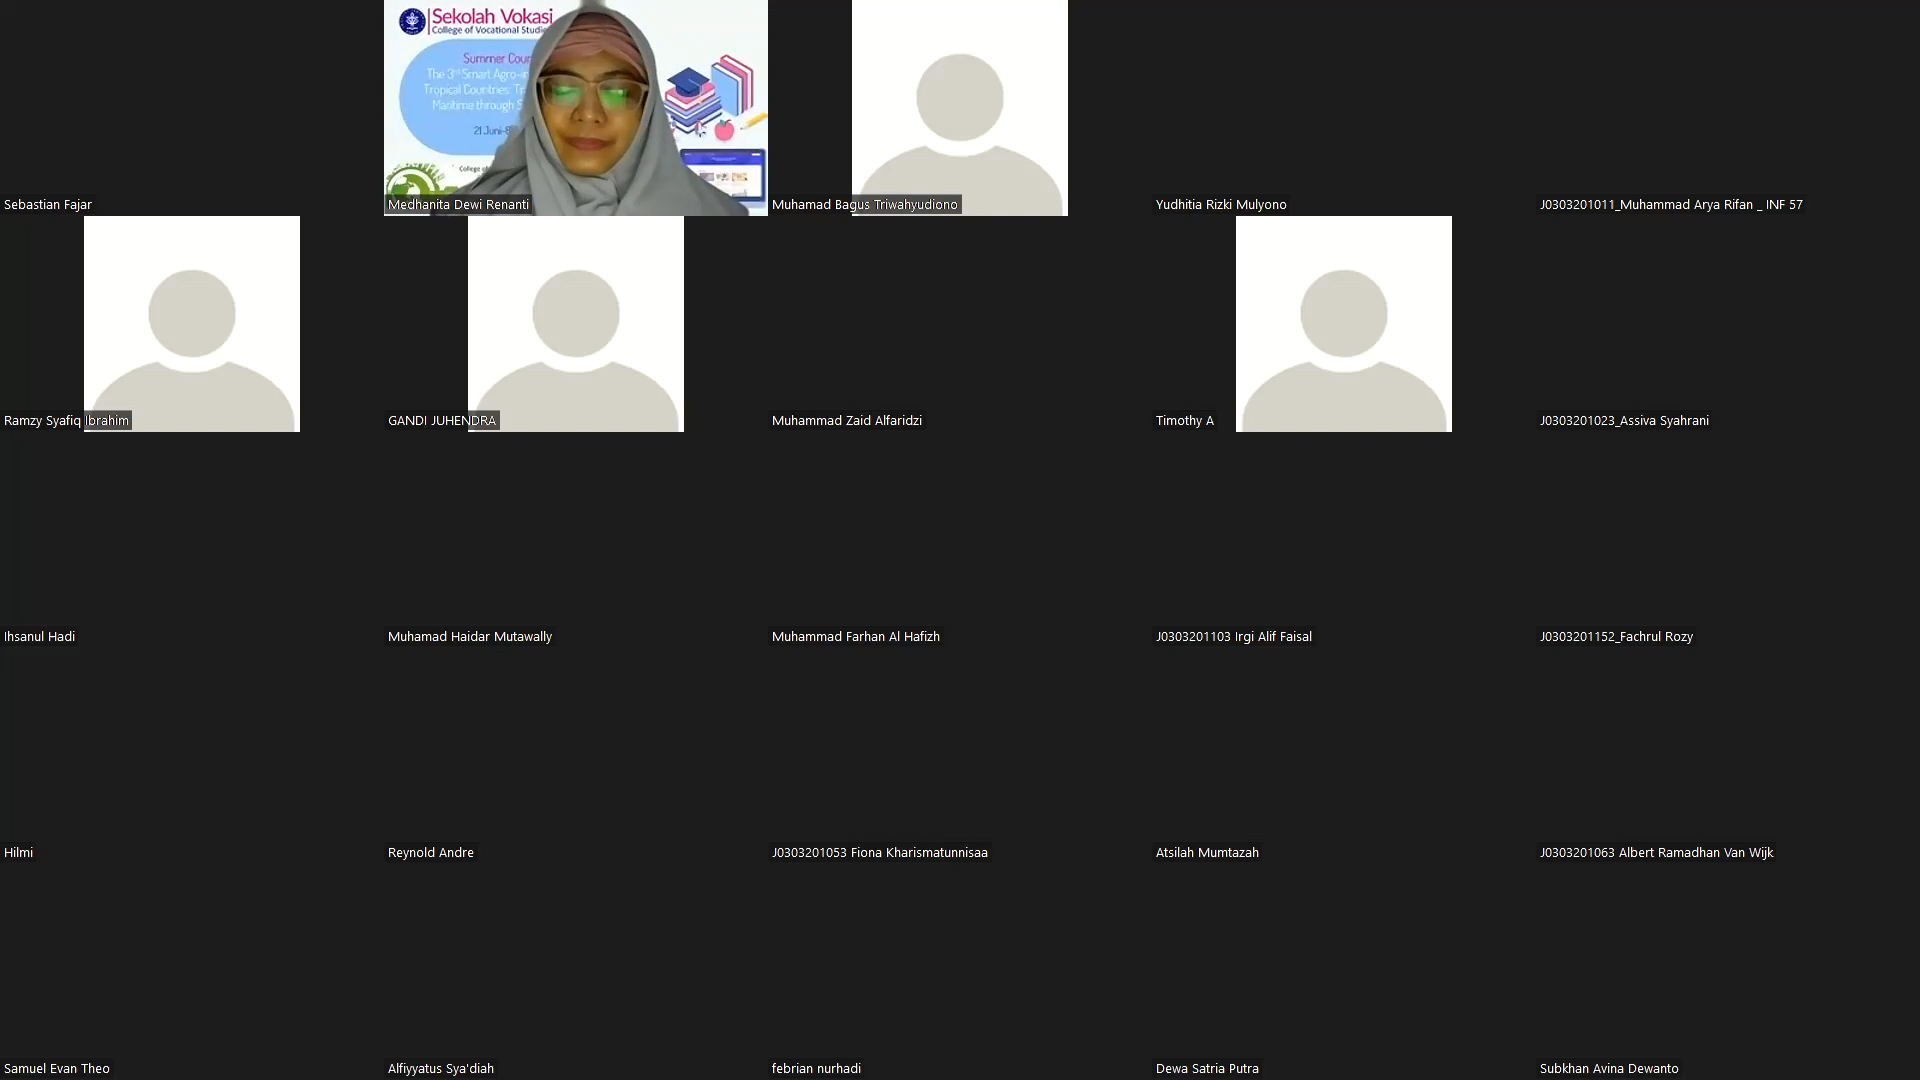 Sekolah Vokasi
College of Vocational Studie
Summer Cour
The 3rd Smart Agro-in
Tropical Countries: Tr
Maritime through S
21 Juni-8
College of
Sebastian Fajar
Medhanita Dewi Renanti
Muhamad Bagus Triwahyudiono
Yudhitia Rizki Mulyono
J0303201011_Muhammad Arya Rifan _ INF 57
Ramzy Syafiq Ibrahim
GANDI JUHENDRA
Muhammad Zaid Alfaridzi
Timothy A
J0303201023_Assiva Syahrani
Ihsanul Hadi
Muhamad Haidar Mutawally
Muhammad Farhan Al Hafizh
J0303201103 Irgi Alif Faisal
J0303201152_Fachrul Rozy
Hilmi
Reynold Andre
J0303201053 Fiona Kharismatunnisaa
Atsilah Mumtazah
J0303201063 Albert Ramadhan Van Wijk
Samuel Evan Theo
Alfiyyatus Sya'diah
febrian nurhadi
Dewa Satria Putra
Subkhan Avina Dewanto